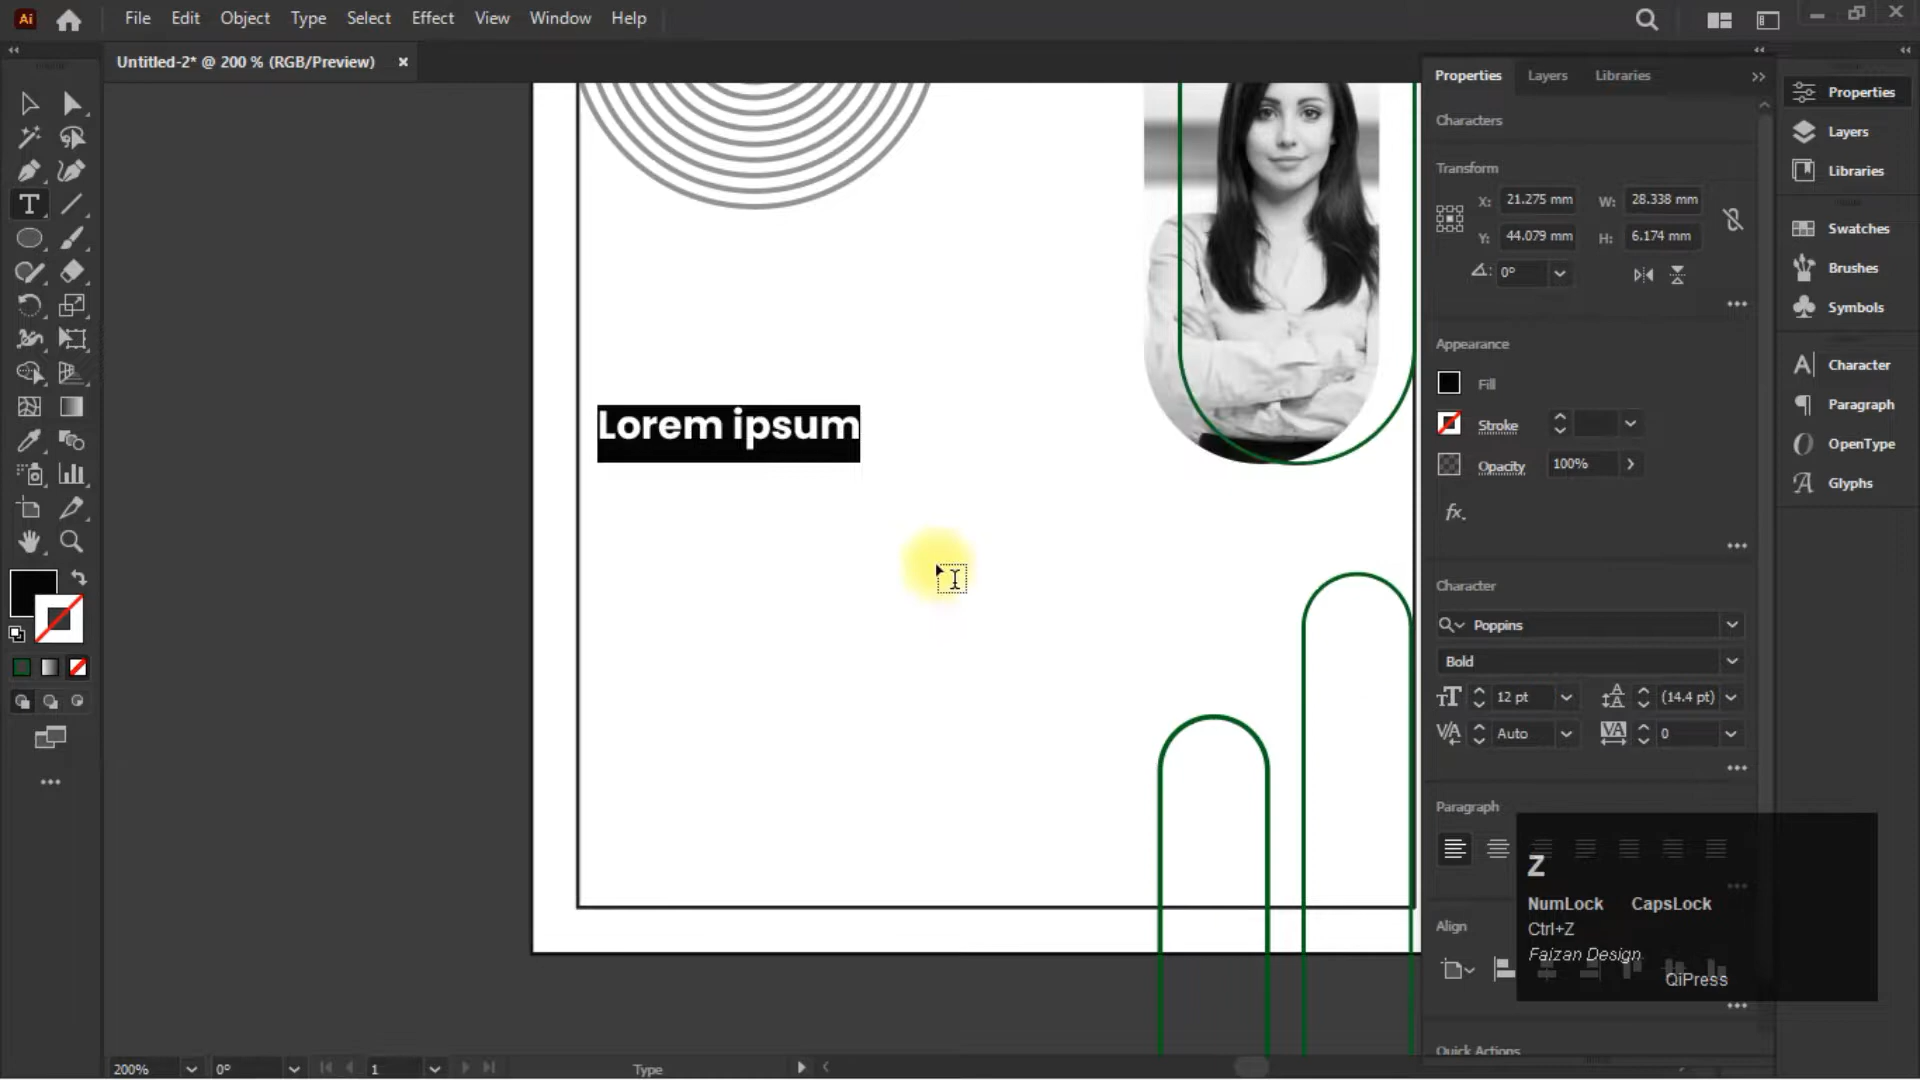 Ai File Edit Object Type Select Effect View Window Help
Untitled-2* @ 200 % (RGB/Preview) ×
Properties Layers Libraries
Characters
Transform
X: 21.275 mm W: 28.338 mm
Y: 44.079 mm H: 6.174 mm
0°
Appearance
Fill
Stroke
Opacity 100%
fx.
Character
Poppins
Bold
12 pt (14.4 pt)
Auto 0
Paragraph
Align
Quick Actions
Properties
Layers
Libraries
Swatches
Brushes
Symbols
Character
Paragraph
OpenType
Glyphs
Lorem ipsum
Z
NumLock CapsLock
Ctrl+Z
Faizan Design
QiPress
200% 0° 1 Type